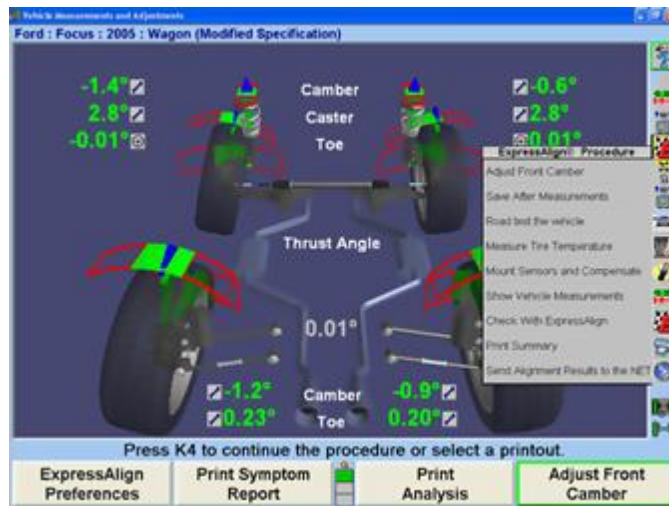 Vehicle Measurements and Adjustments
Ford : Focus : 2005 : Wagon (Modified Specification)
-1.4° Camber -0.6°
2.8° Caster 2.8°
-0.01° Toe 0.01°
ExpressAlign® Procedure
Adjust Front Camber
Save After Measurements
Road test the vehicle
Measure Tire Temperature
Mount Sensors and Compensate
Show Vehicle Measurements
Check With ExpressAlign
Print Summary
Send Alignment Results to the NET
Thrust Angle
0.01°
-1.2° Camber -0.9°
0.23° Toe 0.20°
Press K4 to continue the procedure or select a printout.
ExpressAlign Preferences
Print Symptom Report
Print Analysis
Adjust Front Camber